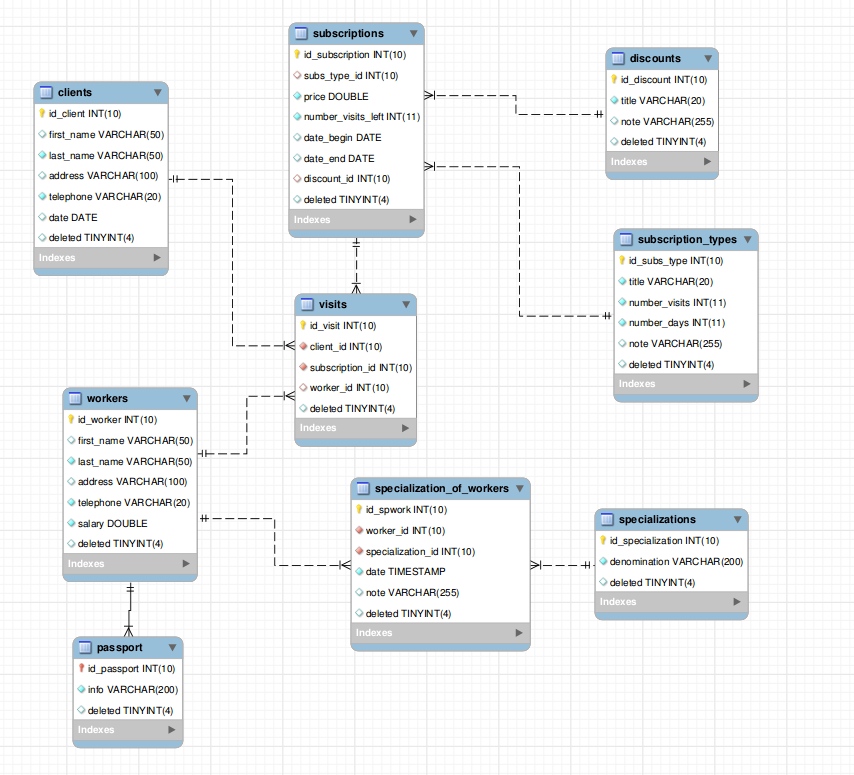 subscriptions
id_subscription INT(10)
subs_type_id INT(10)
price DOUBLE
number_visits_left INT(11)
date_begin DATE
date_end DATE
discount_id INT(10)
deleted TINYINT(4)
Indexes
discounts
id_discount INT(10)
title VARCHAR(20)
note VARCHAR(255)
deleted TINYINT(4)
Indexes
clients
id_client INT(10)
first_name VARCHAR(50)
last_name VARCHAR(50)
address VARCHAR(100)
telephone VARCHAR(20)
date DATE
deleted TINYINT(4)
Indexes
subscription_types
id_subs_type INT(10)
title VARCHAR(20)
number_visits INT(11)
number_days INT(11)
note VARCHAR(255)
deleted TINYINT(4)
Indexes
visits
id_visit INT(10)
client_id INT(10)
subscription_id INT(10)
worker_id INT(10)
deleted TINYINT(4)
Indexes
workers
id_worker INT(10)
first_name VARCHAR(50)
last_name VARCHAR(50)
address VARCHAR(100)
telephone VARCHAR(20)
salary DOUBLE
deleted TINYINT(4)
Indexes
specialization_of_workers
id_spwork INT(10)
worker_id INT(10)
specialization_id INT(10)
date TIMESTAMP
note VARCHAR(255)
deleted TINYINT(4)
Indexes
specializations
id_specialization INT(10)
denomination VARCHAR(200)
deleted TINYINT(4)
Indexes
passport
id_passport INT(10)
info VARCHAR(200)
deleted TINYINT(4)
Indexes